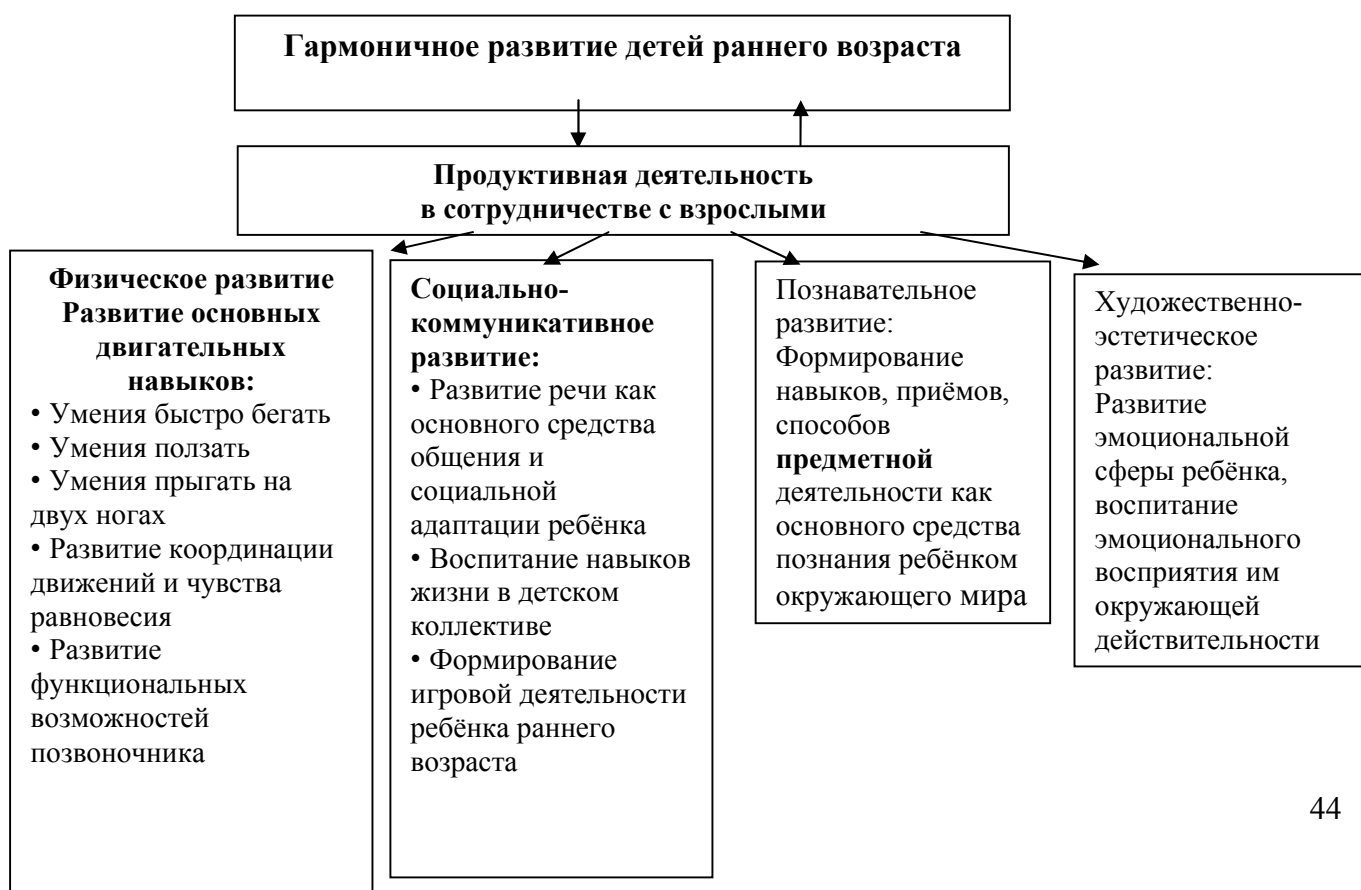 Гармоничное развитие детей раннего возраста
Продуктивная деятельность
в сотрудничестве с взрослыми
Физическое развитие
Развитие основных
двигательных
навыков:
• Умения быстро бегать
• Умения ползать
• Умения прыгать на
двух ногах
• Развитие координации
движений и чувства
равновесия
• Развитие
функциональных
возможностей
позвоночника
Социально-
коммуникативное
развитие:
• Развитие речи как
основного средства
общения и
социальной
адаптации ребёнка
• Воспитание навыков
жизни в детском
коллективе
• Формирование
игровой деятельности
ребёнка раннего
возраста
Познавательное
развитие:
Формирование
навыков, приёмов,
способов
предметной
деятельности как
основного средства
познания ребёнком
окружающего мира
Художественно-
эстетическое
развитие:
Развитие
эмоциональной
сферы ребёнка,
воспитание
эмоционального
восприятия им
окружающей
действительности
44